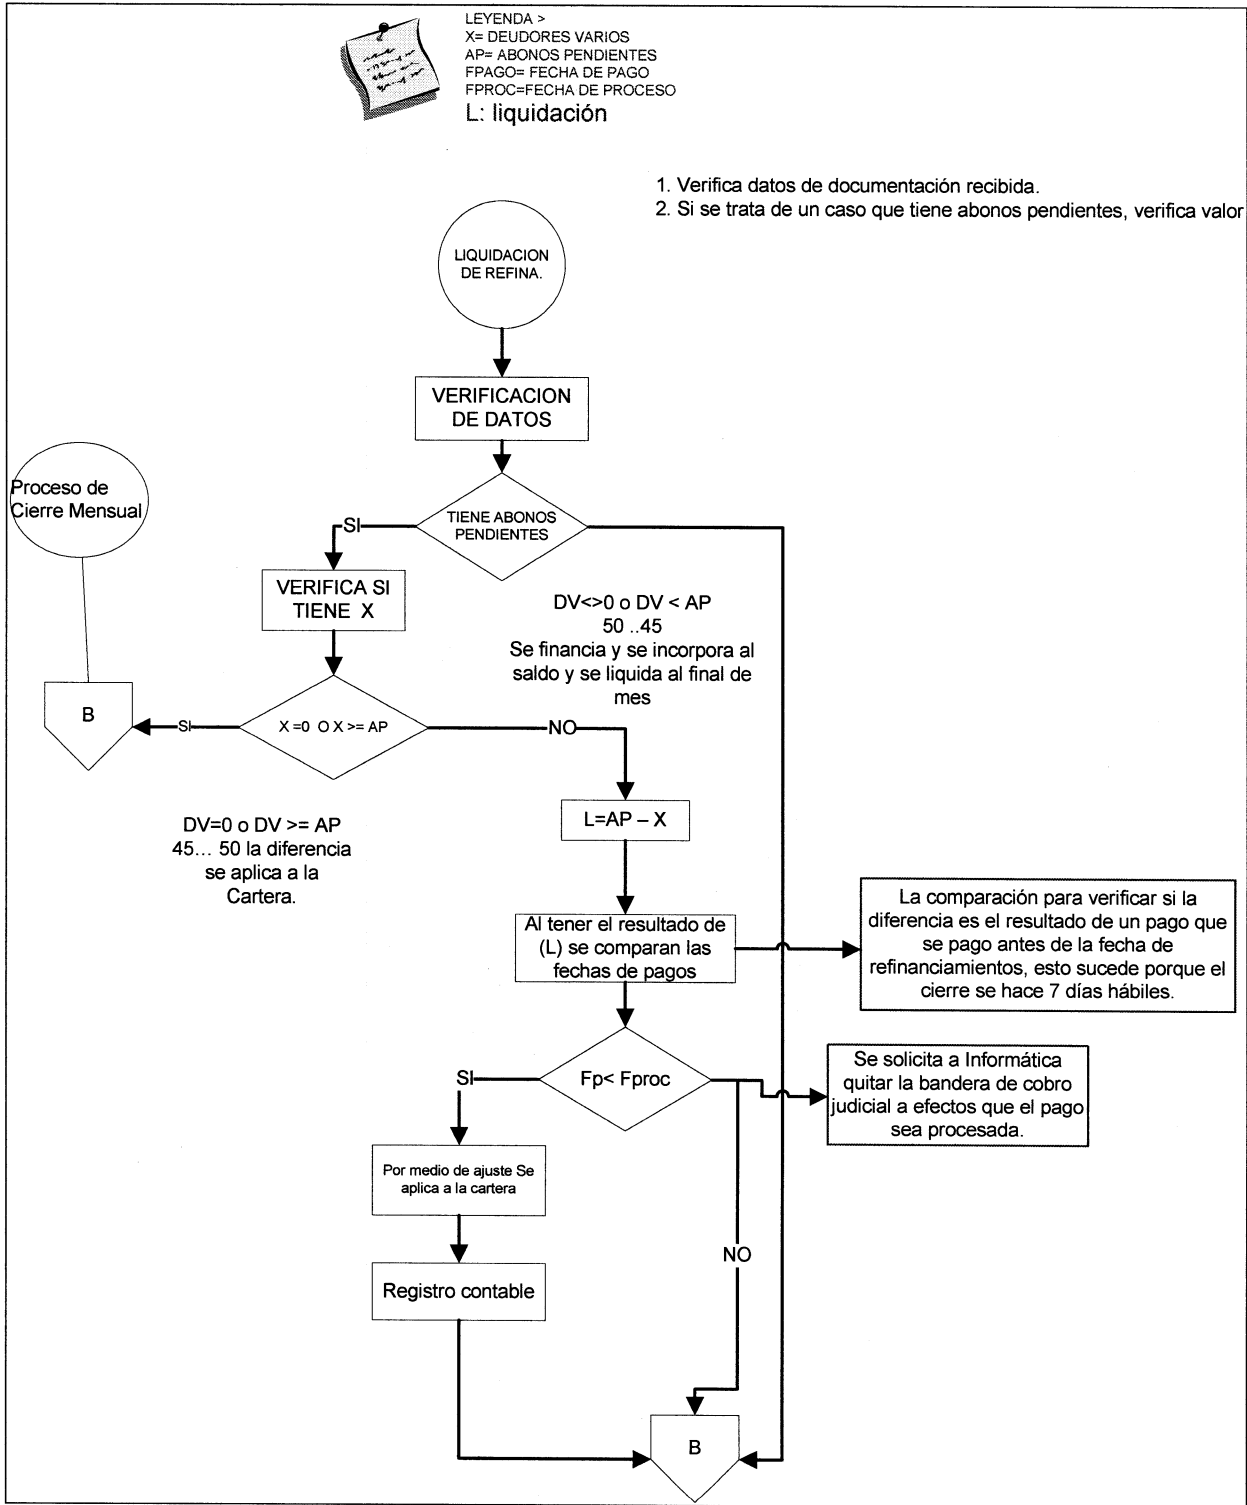 LEYENDA >
X= DEUDORES VARIOS
AP= ABONOS PENDIENTES
FPAGO= FECHA DE PAGO
FPROC=FECHA DE PROCESO
L: liquidación
1. Verifica datos de documentación recibida.
2. Si se trata de un caso que tiene abonos pendientes, verifica valor
LIQUIDACION
DE REFINA.
VERIFICACION
DE DATOS
Proceso de
Cierre Mensual
TIENE ABONOS
PENDIENTES
SI
VERIFICA SI
TIENE X
DV<>0 o DV < AP
50 ..45
Se financia y se incorpora al
saldo y se liquida al final de
mes
B
SI
X =0 O X >= AP
NO
L=AP – X
DV=0 o DV >= AP
45... 50 la diferencia
se aplica a la
Cartera.
Al tener el resultado de
(L) se comparan las
fechas de pagos
La comparación para verificar si la
diferencia es el resultado de un pago que
se pago antes de la fecha de
refinanciamientos, esto sucede porque el
cierre se hace 7 días hábiles.
SI
Fp< Fproc
Se solicita a Informática
quitar la bandera de cobro
judicial a efectos que el pago
sea procesada.
Por medio de ajuste Se
aplica a la cartera
NO
Registro contable
B